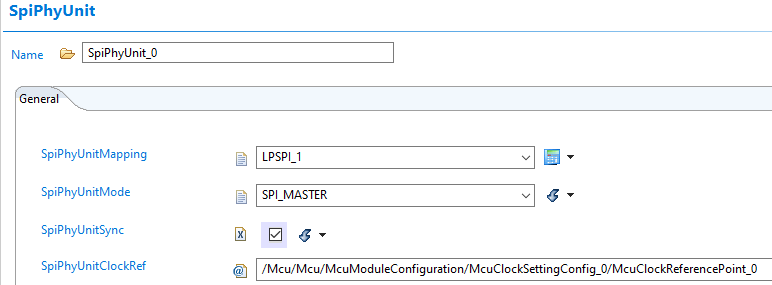 SpiPhyUnit
Name SpiPhyUnit_0
General
SpiPhyUnitMapping LPSPI_1
SpiPhyUnitMode SPI_MASTER
SpiPhyUnitSync X
SpiPhyUnitClockRef @ /Mcu/Mcu/McuModuleConfiguration/McuClockSettingConfig_0/McuClockReferencePoint_0